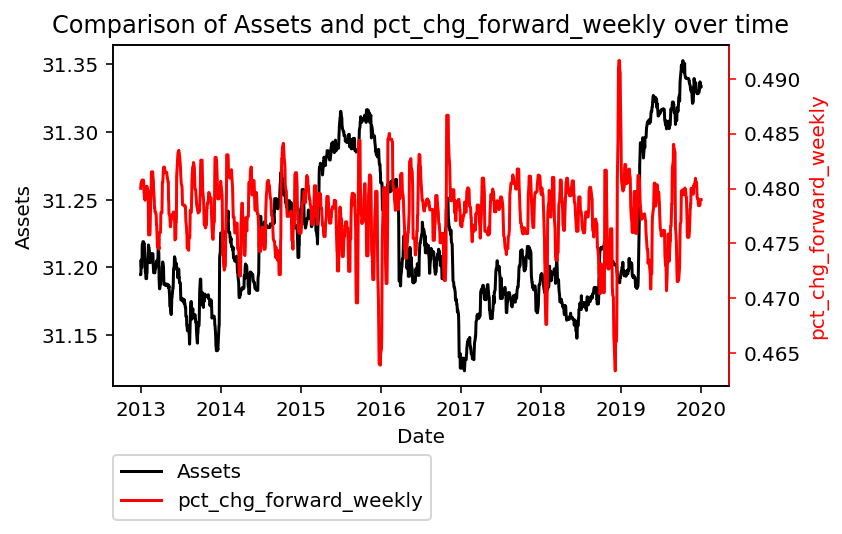 Comparison of Assets and pct_chg_forward_weekly over time
31.35
31.30
31.25
31.20
31.15
Assets
0.490
0.485
0.480
0.475
0.470
0.465
pct_chg_forward_weekly
2013 2014 2015 2016 2017 2018 2019 2020
Date
Assets
pct_chg_forward_weekly